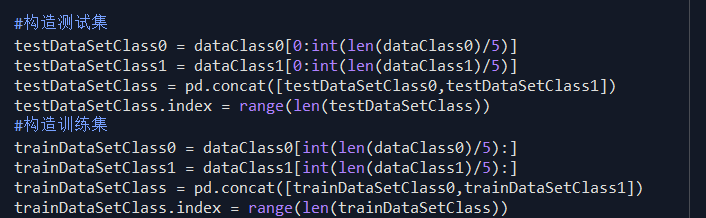 #构造测试集
testDataSetClass0 = dataClass0[0:int(len(dataClass0)/5)]
testDataSetClass1 = dataClass1[0:int(len(dataClass1)/5)]
testDataSetClass = pd.concat([testDataSetClass0,testDataSetClass1])
testDataSetClass.index = range(len(testDataSetClass))
#构造训练集
trainDataSetClass0 = dataClass0[int(len(dataClass0)/5):]
trainDataSetClass1 = dataClass1[int(len(dataClass1)/5):]
trainDataSetClass = pd.concat([trainDataSetClass0,trainDataSetClass1])
trainDataSetClass.index = range(len(trainDataSetClass))